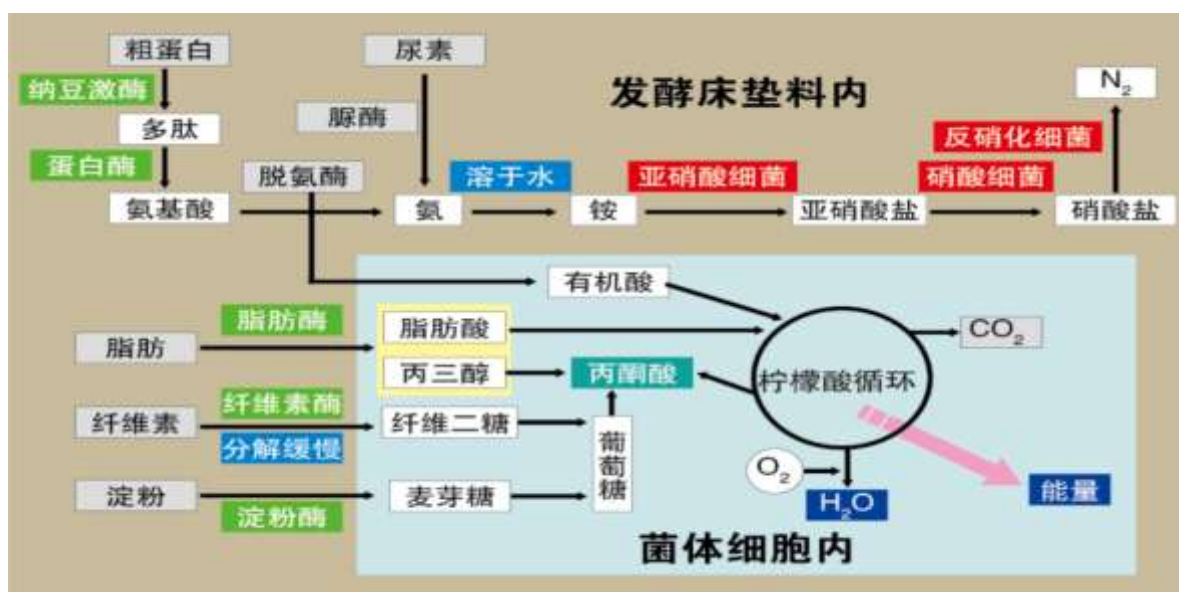 粗蛋白
尿素
发酵床垫料内
N₂
纳豆激酶
脲酶
多肽
反硝化细菌
蛋白酶
脱氨酶
溶于水
亚硝酸细菌
硝酸细菌
氨基酸
氨
铵
亚硝酸盐
硝酸盐
有机酸
脂肪酶
脂肪酸
CO₂
脂肪
丙三醇
丙酮酸
柠檬酸循环
纤维素酶
纤维素
纤维二糖
分解缓慢
葡萄糖
O₂
能量
淀粉
麦芽糖
H₂O
淀粉酶
菌体细胞内